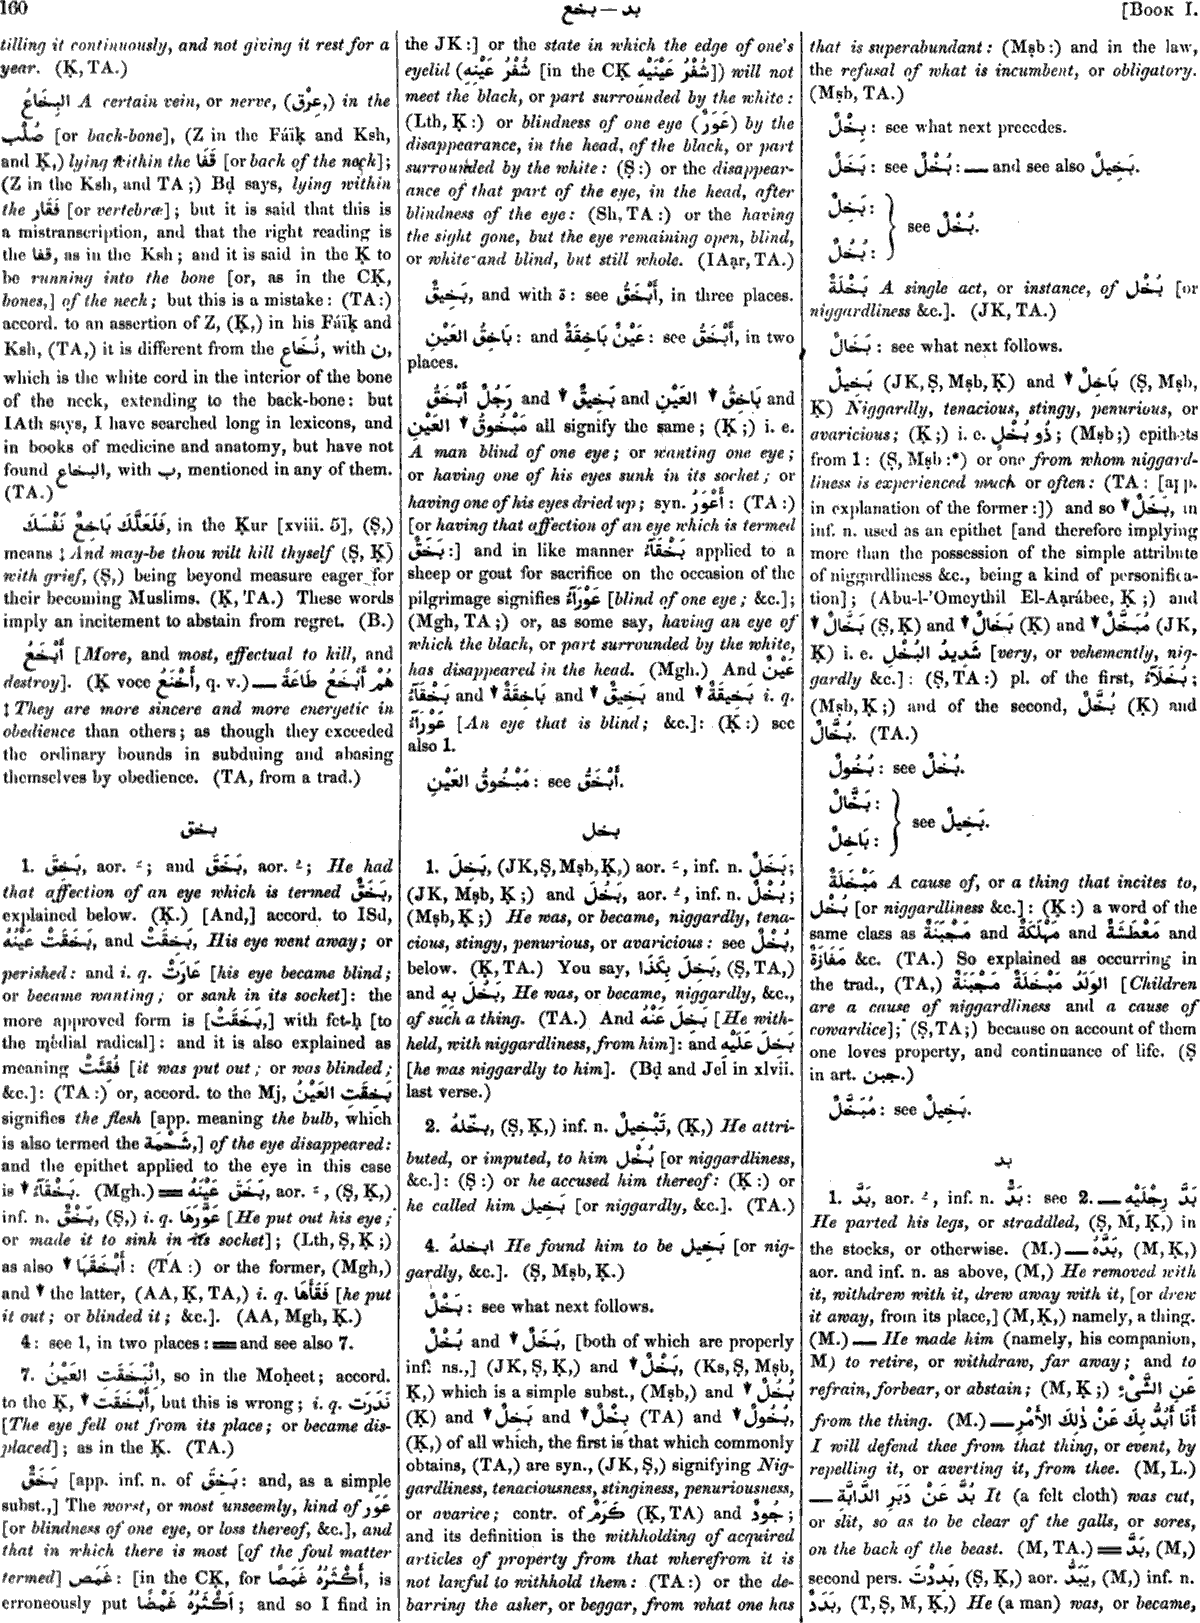 160
بد — بخع
[BOOK I.
tilling it continuously, and not giving it rest for a
year. (Ḳ, TA.)
البِخَاعُ A certain vein, or nerve, (عِرْق,) in the
صُلْب [or back-bone], (Z in the Fáïḳ and Ksh,
and Ḳ,) lying within the قَفَا [or back of the neck];
(Z in the Ksh, and TA;) Bḍ says, lying within
the فَقَار [or vertebræ]; but it is said that this is
a mistranscription, and that the right reading is
the قفا, as in the Ksh; and it is said in the Ḳ to
be running into the bone [or, as in the CḲ,
bones,] of the neck; but this is a mistake: (TA:)
accord. to an assertion of Z, (Ḳ,) in his Fáïḳ and
Ksh, (TA,) it is different from the نُخَاع, with ن,
which is the white cord in the interior of the bone
of the neck, extending to the back-bone: but
IAth says, I have searched long in lexicons, and
in books of medicine and anatomy, but have not
found البخاع, with ب, mentioned in any of them.
(TA.)
فَلَعَلَّكَ بَاخِعٌ نَفْسَكَ, in the Ḳur [xviii. 5], (Ṣ,)
means ‡ And may-be thou wilt kill thyself (Ṣ, Ḳ)
with grief, (Ṣ,) being beyond measure eager for
their becoming Muslims. (Ḳ, TA.) These words
imply an incitement to abstain from regret. (B.)
أَبْخَعُ [More, and most, effectual to kill, and
destroy]. (Ḳ voce أَخْنَعُ, q. v.) — هُمْ أَبْخَعُ طَاعَةً
‡ They are more sincere and more energetic in
obedience than others; as though they exceeded
the ordinary bounds in subduing and abasing
themselves by obedience. (TA, from a trad.)
بخق
1. بَخِقَ, aor. ـَ ; and بَخَقَ, aor. ـُ ; He had
that affection of an eye which is termed بَخَقٌ,
explained below. (Ḳ.) [And,] accord. to ISd,
بَخَقَتْ عَيْنُهُ, and بَخِقَتْ, His eye went away; or
perished: and i. q. عَارَتْ [his eye became blind;
or became wanting; or sank in its socket]: the
more approved form is [بَخَقَتْ,] with fet-ḥ [to
the medial radical]: and it is also explained as
meaning فُقِئَتْ [it was put out; or was blinded;
&c.]: (TA:) or, accord. to the Mj, بَخِقَتِ العَيْنُ
signifies the flesh [app. meaning the bulb, which
is also termed the شَحْمَة,] of the eye disappeared:
and the epithet applied to the eye in this case
is ▼ بَخْقَآءُ. (Mgh.) ═ بَخَقَ عَيْنَهُ, aor. ـَ , (Ṣ, Ḳ,)
inf. n. بَخْقٌ, (Ṣ,) i. q. عَوَّرَهَا [He put out his eye;
or made it to sink in its socket]; (Lth, Ṣ, Ḳ;)
as also ▼ أَبْخَقَهَا: (TA:) or the former, (Mgh,)
and ▼ the latter, (AA, Ḳ, TA,) i. q. فَقَأَهَا [he put
it out; or blinded it; &c.]. (AA, Mgh, Ḳ.)
4: see 1, in two places: ═ and see also 7.
7. اِنْبَخَقَتِ العَيْنُ, so in the Moḥeet; accord.
to the Ḳ, ▼ أَبْخَقَت, but this is wrong; i. q. نَدَرَتْ
[The eye fell out from its place; or became dis-
placed]; as in the Ḳ. (TA.)
بَخَقٌ [app. inf. n. of بَخِقَ: and, as a simple
subst.,] The worst, or most unseemly, kind of عَوَر
[or blindness of one eye, or loss thereof, &c.], and
that in which there is most [of the foul matter
termed] غَمَص: [in the CḲ, for أَكْثَرُهُ غَمَصًا, is
erroneously put أَكْثَرُهُ غَمْضًا; and so I find in
the JK:] or the state in which the edge of one's
eyelid (شُفْرُ عَيْنِهِ [in the CḲ شُفْرُ عَيْنَيْهِ]) will not
meet the black, or part surrounded by the white:
(Lth, Ḳ:) or blindness of one eye (عَوَرٌ) by the
disappearance, in the head, of the black, or part
surrounded by the white: (Ṣ:) or the disappear-
ance of that part of the eye, in the head, after
blindness of the eye: (Sh, TA:) or the having
the sight gone, but the eye remaining open, blind,
or white and blind, but still whole. (IAạr, TA.)
بَخِيقٌ, and with ة: see أَبْخَقُ, in three places.
بَاخِقُ العَيْنِ: and عَيْنٌ بَاخِقَةٌ: see أَبْخَقُ, in two
places.
رَجُلٌ أَبْخَقُ and ▼ بَخِيقٌ and ▼ بَاخِقُ العَيْنِ and
▼ مَبْخُوقُ العَيْنِ all signify the same; (Ḳ;) i. e.
A man blind of one eye; or wanting one eye;
or having one of his eyes sunk in its socket; or
having one of his eyes dried up; syn. أَعْوَرُ: (TA:)
[or having that affection of an eye which is termed
بَخَقٌ:] and in like manner بَخْقَآءُ applied to a
sheep or goat for sacrifice on the occasion of the
pilgrimage signifies عَوْرَآءُ [blind of one eye; &c.];
(Mgh, TA;) or, as some say, having an eye of
which the black, or part surrounded by the white,
has disappeared in the head. (Mgh.) And عَيْنٌ
بَخْقَآءُ and ▼ بَاخِقَةٌ and ▼ بَخِيقٌ and ▼ بَخِيقَةٌ i. q.
عَوْرَآءُ [An eye that is blind; &c.]: (Ḳ:) see
also 1.
مَبْخُوقُ العَيْنِ: see أَبْخَقُ.
بخل
1. بَخِلَ, (JK, Ṣ, Mṣb, Ḳ,) aor. ـَ , inf. n. بَخَلٌ;
(JK, Mṣb, Ḳ;) and بَخُلَ, aor. ـُ , inf. n. بُخْلٌ;
(Mṣb, Ḳ;) He was, or became, niggardly, tena-
cious, stingy, penurious, or avaricious: see بُخْلٌ,
below. (Ḳ, TA.) You say, بَخِلَ بِكَذَا, (Ṣ, TA,)
and بَخُلَ بِهِ, He was, or became, niggardly, &c.,
of such a thing. (TA.) And بَخِلَ عَنْهُ [He with-
held, with niggardliness, from him]: and بَخِلَ عَلَيْهِ
[he was niggardly to him]. (Bḍ and Jel in xlvii.
last verse.)
2. بخّلهُ, (Ṣ, Ḳ,) inf. n. تَبْخِيلٌ, (Ḳ,) He attri-
buted, or imputed, to him بُخْل [or niggardliness,
&c.]: (Ṣ:) or he accused him thereof: (Ḳ:) or
he called him بَخِيل [or niggardly, &c.]. (TA.)
4. ابخلهُ He found him to be بَخِيل [or nig-
gardly, &c.]. (Ṣ, Mṣb, Ḳ.)
بَخْلٌ: see what next follows.
بُخْلٌ and ▼ بَخَلٌ, [both of which are properly
inf. ns.,] (JK, Ṣ, Ḳ,) and ▼ بَخْلٌ, (Ks, Ṣ, Mṣb,
Ḳ,) which is a simple subst., (Mṣb,) and ▼ بُخُلٌ
(Ḳ) and ▼ بَخِلٌ and ▼ بِخْلٌ (TA) and ▼ بُخُولٌ,
(Ḳ,) of all which, the first is that which commonly
obtains, (TA,) are syn., (JK, Ṣ,) signifying Nig-
gardliness, tenaciousness, stinginess, penuriousness,
or avarice; contr. of كَرَمٌ (Ḳ, TA) and جُودٌ;
and its definition is the withholding of acquired
articles of property from that wherefrom it is
not lawful to withhold them: (TA:) or the de-
barring the asker, or beggar, from what one has
that is superabundant: (Mṣb:) and in the law,
the refusal of what is incumbent, or obligatory.
(Mṣb, TA.)
بِخْلٌ: see what next precedes.
بَخَلٌ: see بُخْلٌ: — and see also بَخِيلٌ.
بَخِلٌ:
بُخُلٌ:
see بُخْلٌ.
بَخْلَةٌ A single act, or instance, of بُخْل [or
niggardliness &c.]. (JK, TA.)
بَخَالٌ: see what next follows.
بَخِيلٌ (JK, Ṣ, Mṣb, Ḳ) and ▼ بَاخِلٌ (Ṣ, Mṣb,
Ḳ) Niggardly, tenacious, stingy, penurious, or
avaricious; (Ḳ;) i. e. ذُو بُخْلٍ; (Mṣb;) epithets
from 1: (Ṣ, Mṣb:*) or one from whom niggard-
liness is experienced much or often: (TA: [app.
in explanation of the former:]) and so ▼ بَخَلٌ, an
inf. n. used as an epithet [and therefore implying
more than the possession of the simple attribute
of niggardliness &c., being a kind of personifica-
tion]; (Abu-l-'Omeythil El-Aạrábee, Ḳ;) and
▼ بَخَالٌ (Ṣ, Ḳ) and ▼ بَخَّالٌ (Ḳ) and ▼ مُبَخَّلٌ (JK,
Ḳ) i. e. شَدِيدُ البُخْلِ [very, or vehemently, nig-
gardly &c.]: (Ṣ, TA:) pl. of the first, بُخَلَآءُ;
(Mṣb, Ḳ;) and of the second, بُخَّلٌ (Ḳ) and
بُخَّالٌ. (TA.)
بُخُولٌ: see بُخْلٌ.
بَخَّالٌ:
بَاخِلٌ:
see بَخِيلٌ.
مَبْخَلَةٌ A cause of, or a thing that incites to,
بُخْل [or niggardliness &c.]: (Ḳ:) a word of the
same class as مَجْبَنَةٌ and مَهْلَكَةٌ and مَعْطَشَةٌ and
مَفَازَةٌ &c. (TA.) So explained as occurring in
the trad., (TA,) الوَلَدُ مَبْخَلَةٌ مَجْبَنَةٌ [Children
are a cause of niggardliness and a cause of
cowardice]; (Ṣ, TA;) because on account of them
one loves property, and continuance of life. (Ṣ
in art. جبن.)
مُبَخَّلٌ: see بَخِيلٌ.
بد
1. بَدَّ, aor. ـُ , inf. n. بَدٌّ: see 2. — بَدَّ رِجْلَيْهِ
He parted his legs, or straddled, (Ṣ, M, Ḳ,) in
the stocks, or otherwise. (M.) — بَدَّهُ, (M, Ḳ,)
aor. and inf. n. as above, (M,) He removed with
it, withdrew with it, drew away with it, [or drew
it away, from its place,] (M, Ḳ,) namely, a thing.
(M.) — He made him (namely, his companion,
M) to retire, or withdraw, far away; and to
refrain, forbear, or abstain; (M, Ḳ;) عَنِ الشَّىْءِ
from the thing. (M.) — أَنَا أَبُدُّ بِكَ عَنْ ذٰلِكَ الأَمْرِ
I will defend thee from that thing, or event, by
repelling it, or averting it, from thee. (M, L.)
— بُدَّ عَنْ دَبَرِ الدَّابَّةِ It (a felt cloth) was cut,
or slit, so as to be clear of the galls, or sores,
on the back of the beast. (M, TA.) ═ بَدَّ, (M,)
second pers. بَدِدْتَ, (Ṣ, Ḳ,) aor. يَبَدُّ, (M,) inf. n.
بَدَدٌ, (T, Ṣ, M, Ḳ,) He (a man) was, or became,